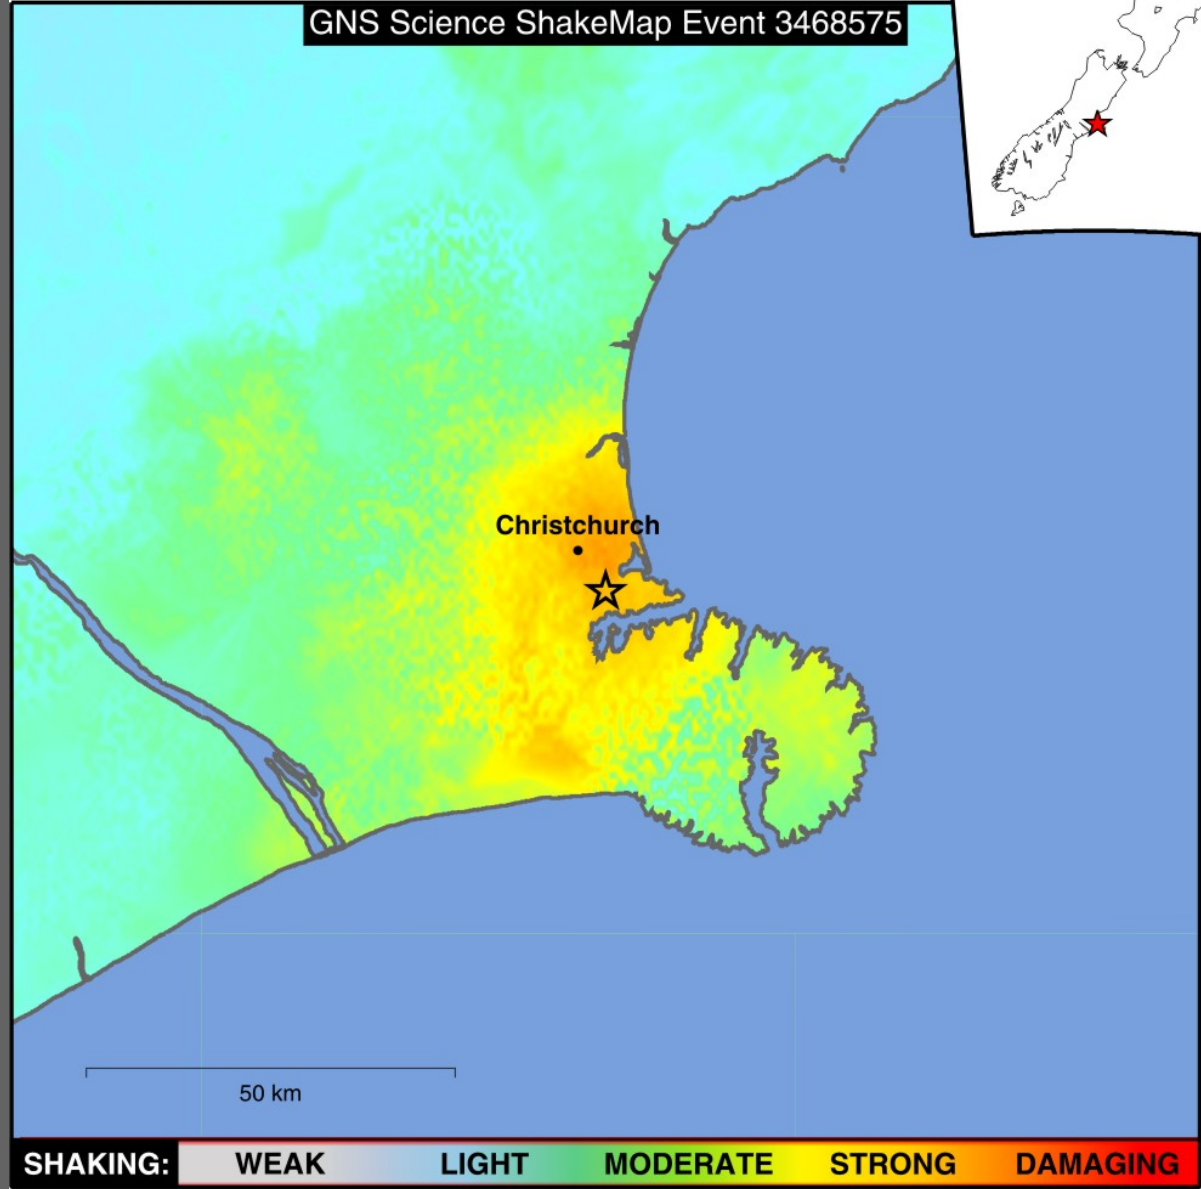 GNS Science ShakeMap Event 3468575
Christchurch
50 km
SHAKING: WEAK LIGHT MODERATE STRONG DAMAGING